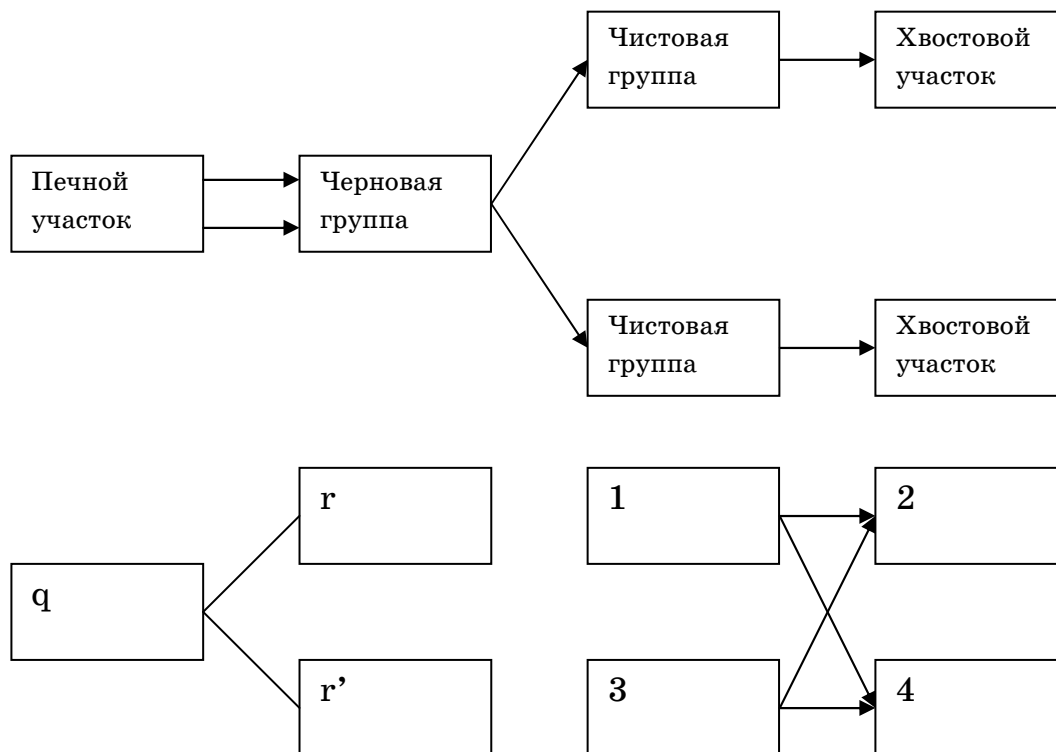 Чистовая
группа
Хвостовой
участок
Печной
участок
Черновая
группа
Чистовая
группа
Хвостовой
участок
r
1
2
q
r’
3
4